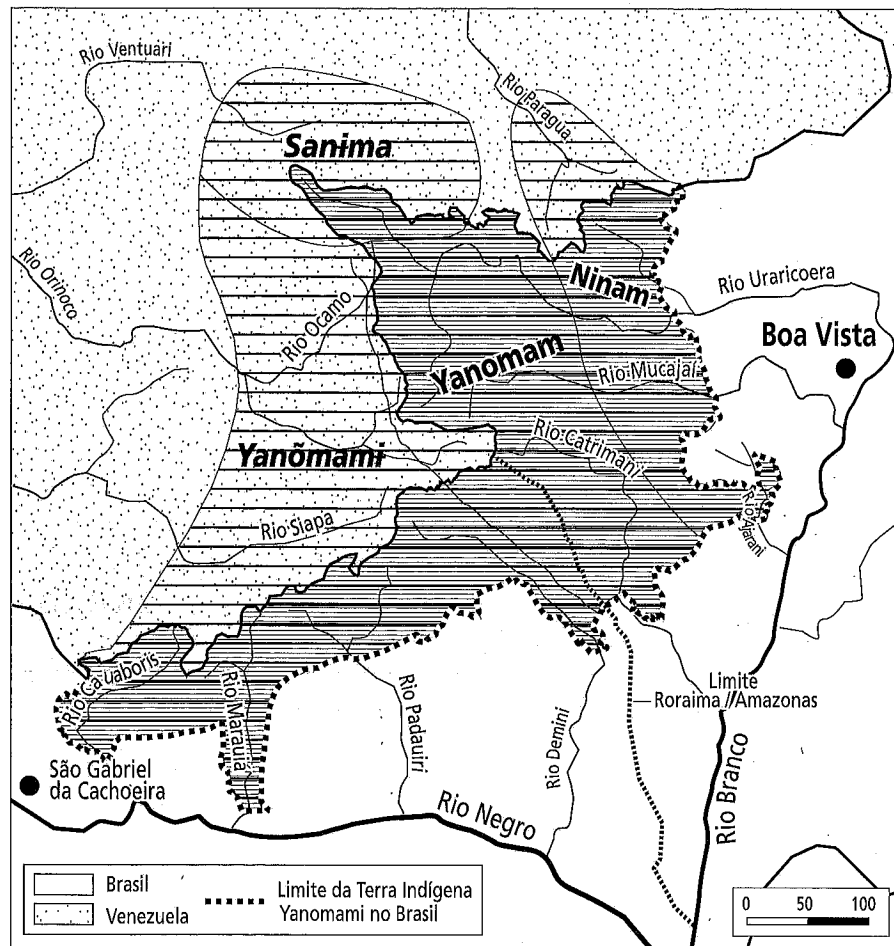 Rio Ventuari
Rio Paragua
Sanima
Rio Orinoco
Ninam
Rio Uraricoera
Rio Ocamo
Boa Vista
Yanomam
Rio Mucajaí
Rio Catrimani
Yanõmami
Rio Ajarani
Rio Siapa
Rio Cauaboris
Rio Marauiá
Rio Padauiri
Rio Demini
Limite
Roraima / Amazonas
São Gabriel
da Cachoeira
Rio Negro
Rio Branco
Brasil
Venezuela
Limite da Terra Indígena
Yanomami no Brasil
0 50 100